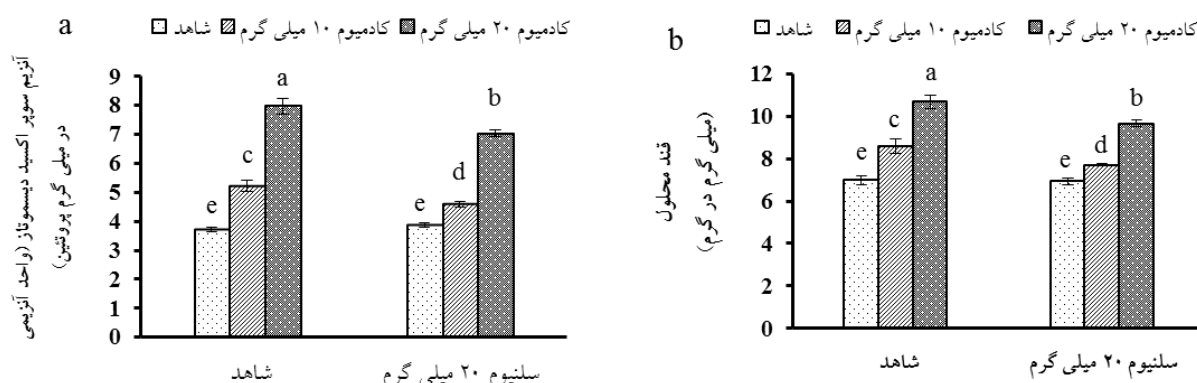 a
شاهد کادمیوم ۱۰ میلی گرم کادمیوم ۲۰ میلی گرم
آنزیم سوپر اکسید دیسموتاز (واحد آنزیمی
در میلی گرم پروتئین)
9
8
7
6
5
4
3
2
1
0
e c a
e d b
شاهد
سلنیوم ۲۰ میلی گرم
b
شاهد کادمیوم ۱۰ میلی گرم کادمیوم ۲۰ میلی گرم
قند محلول
(میلی گرم در گرم)
12
10
8
6
4
2
0
e c a
e d b
شاهد
سلنیوم ۲۰ میلی گرم